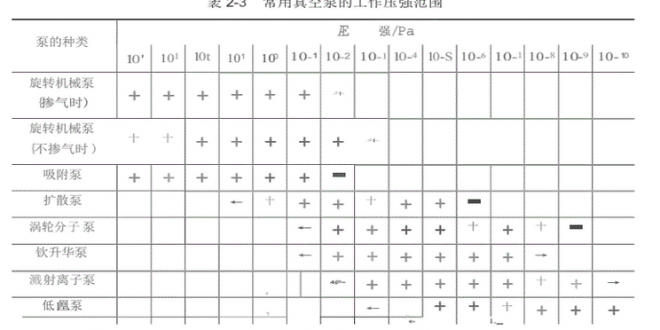 表 2-3 常用真空泵的工作压强范围
泵的种类
压 强/Pa
10' 10¹ 10t 10¹ 10⁰ 10-¹ 10-2 10-1 10-4 10-S 10-6 10-1 10-8 10-9 10-10
旋转机械泵
(掺气时)
+ + + + + +
旋转机械泵
(不掺气时)
+ + + + + + +
吸附泵 + + + + + + −
扩散泵 ← + + + + + + −
涡轮分子泵 ← + + + + + + + −
钦升华泵 ← + + + + + + →
溅射离子泵 ← + + + + + + + →
低温泵 ← + + + + + +